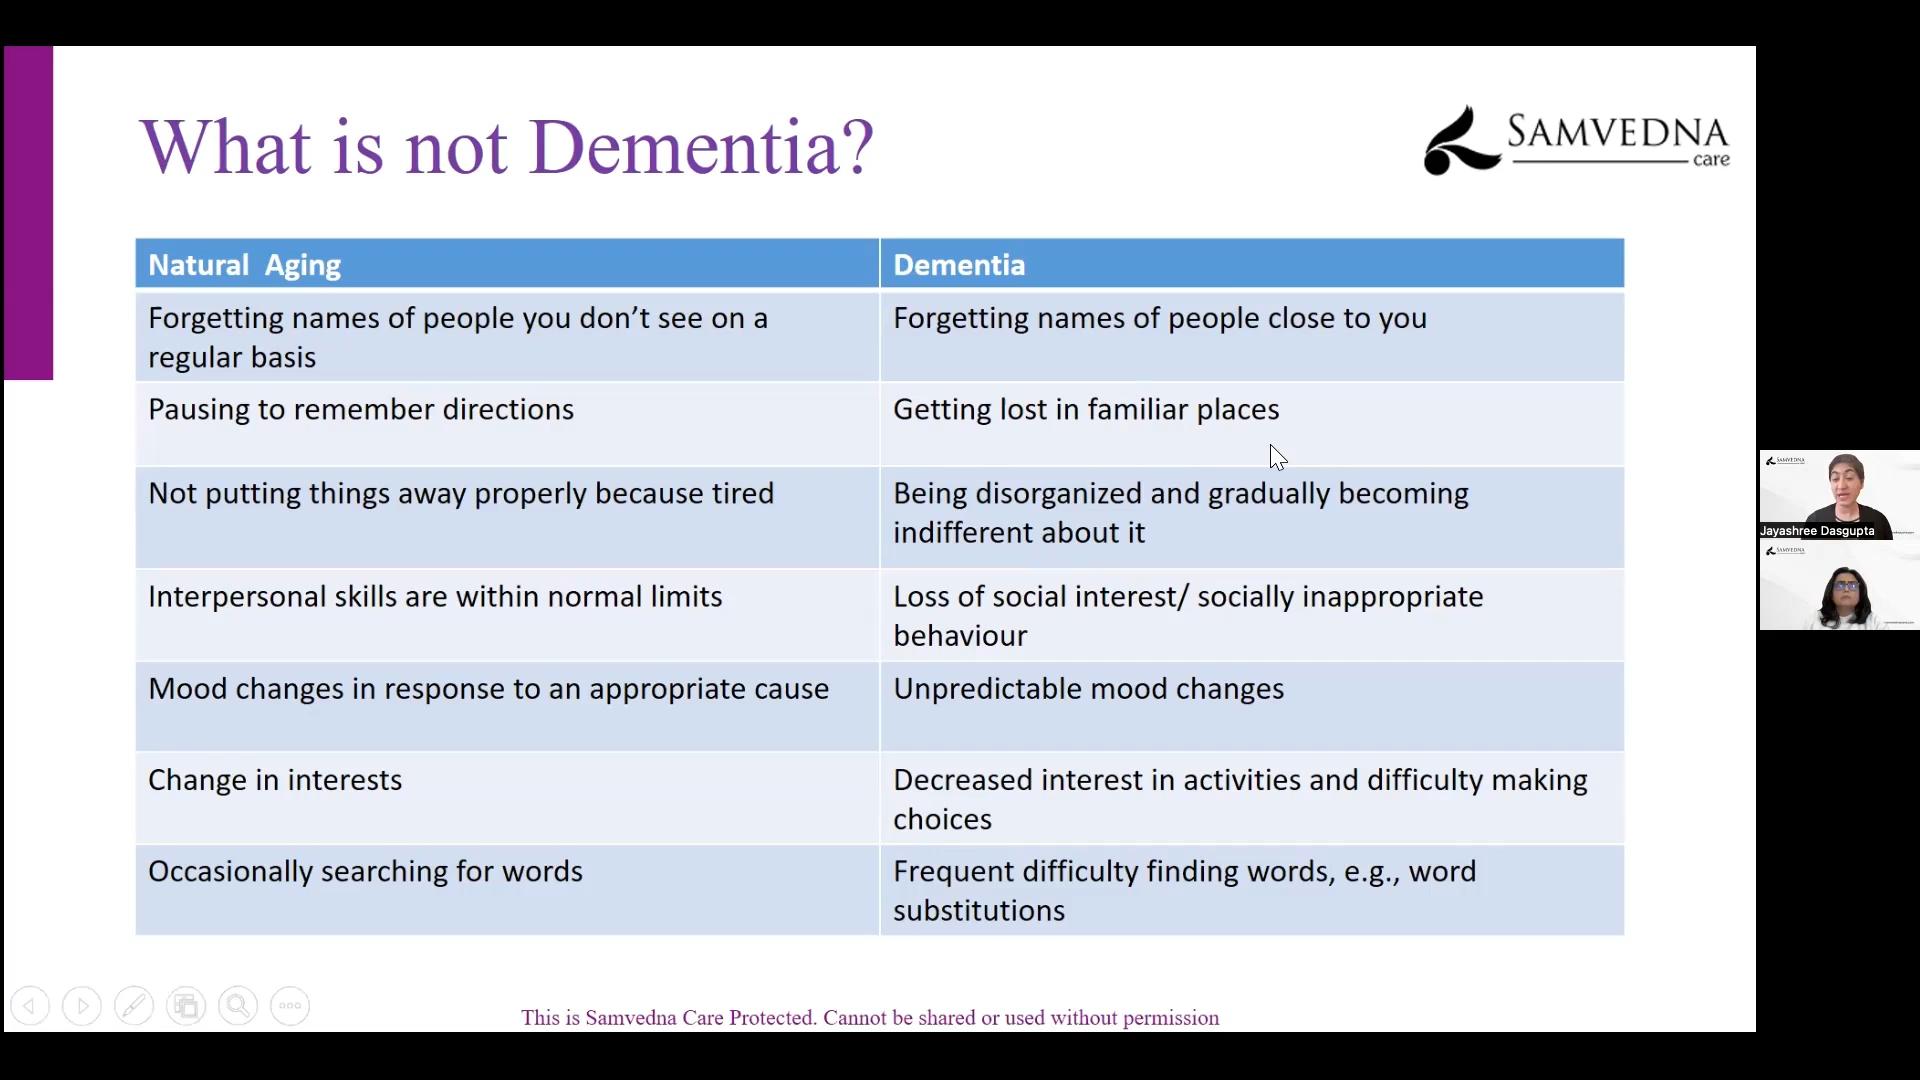 What is not Dementia?
SAMVEDNA
care
Natural Aging
Dementia
Forgetting names of people you don’t see on a
regular basis
Forgetting names of people close to you
Pausing to remember directions
Getting lost in familiar places
Not putting things away properly because tired
Being disorganized and gradually becoming
indifferent about it
Interpersonal skills are within normal limits
Loss of social interest/ socially inappropriate
behaviour
Mood changes in response to an appropriate cause
Unpredictable mood changes
Change in interests
Decreased interest in activities and difficulty making
choices
Occasionally searching for words
Frequent difficulty finding words, e.g., word
substitutions
This is Samvedna Care Protected. Cannot be shared or used without permission
SAMVEDNA
Jayashree Dasgupta
SAMVEDNA